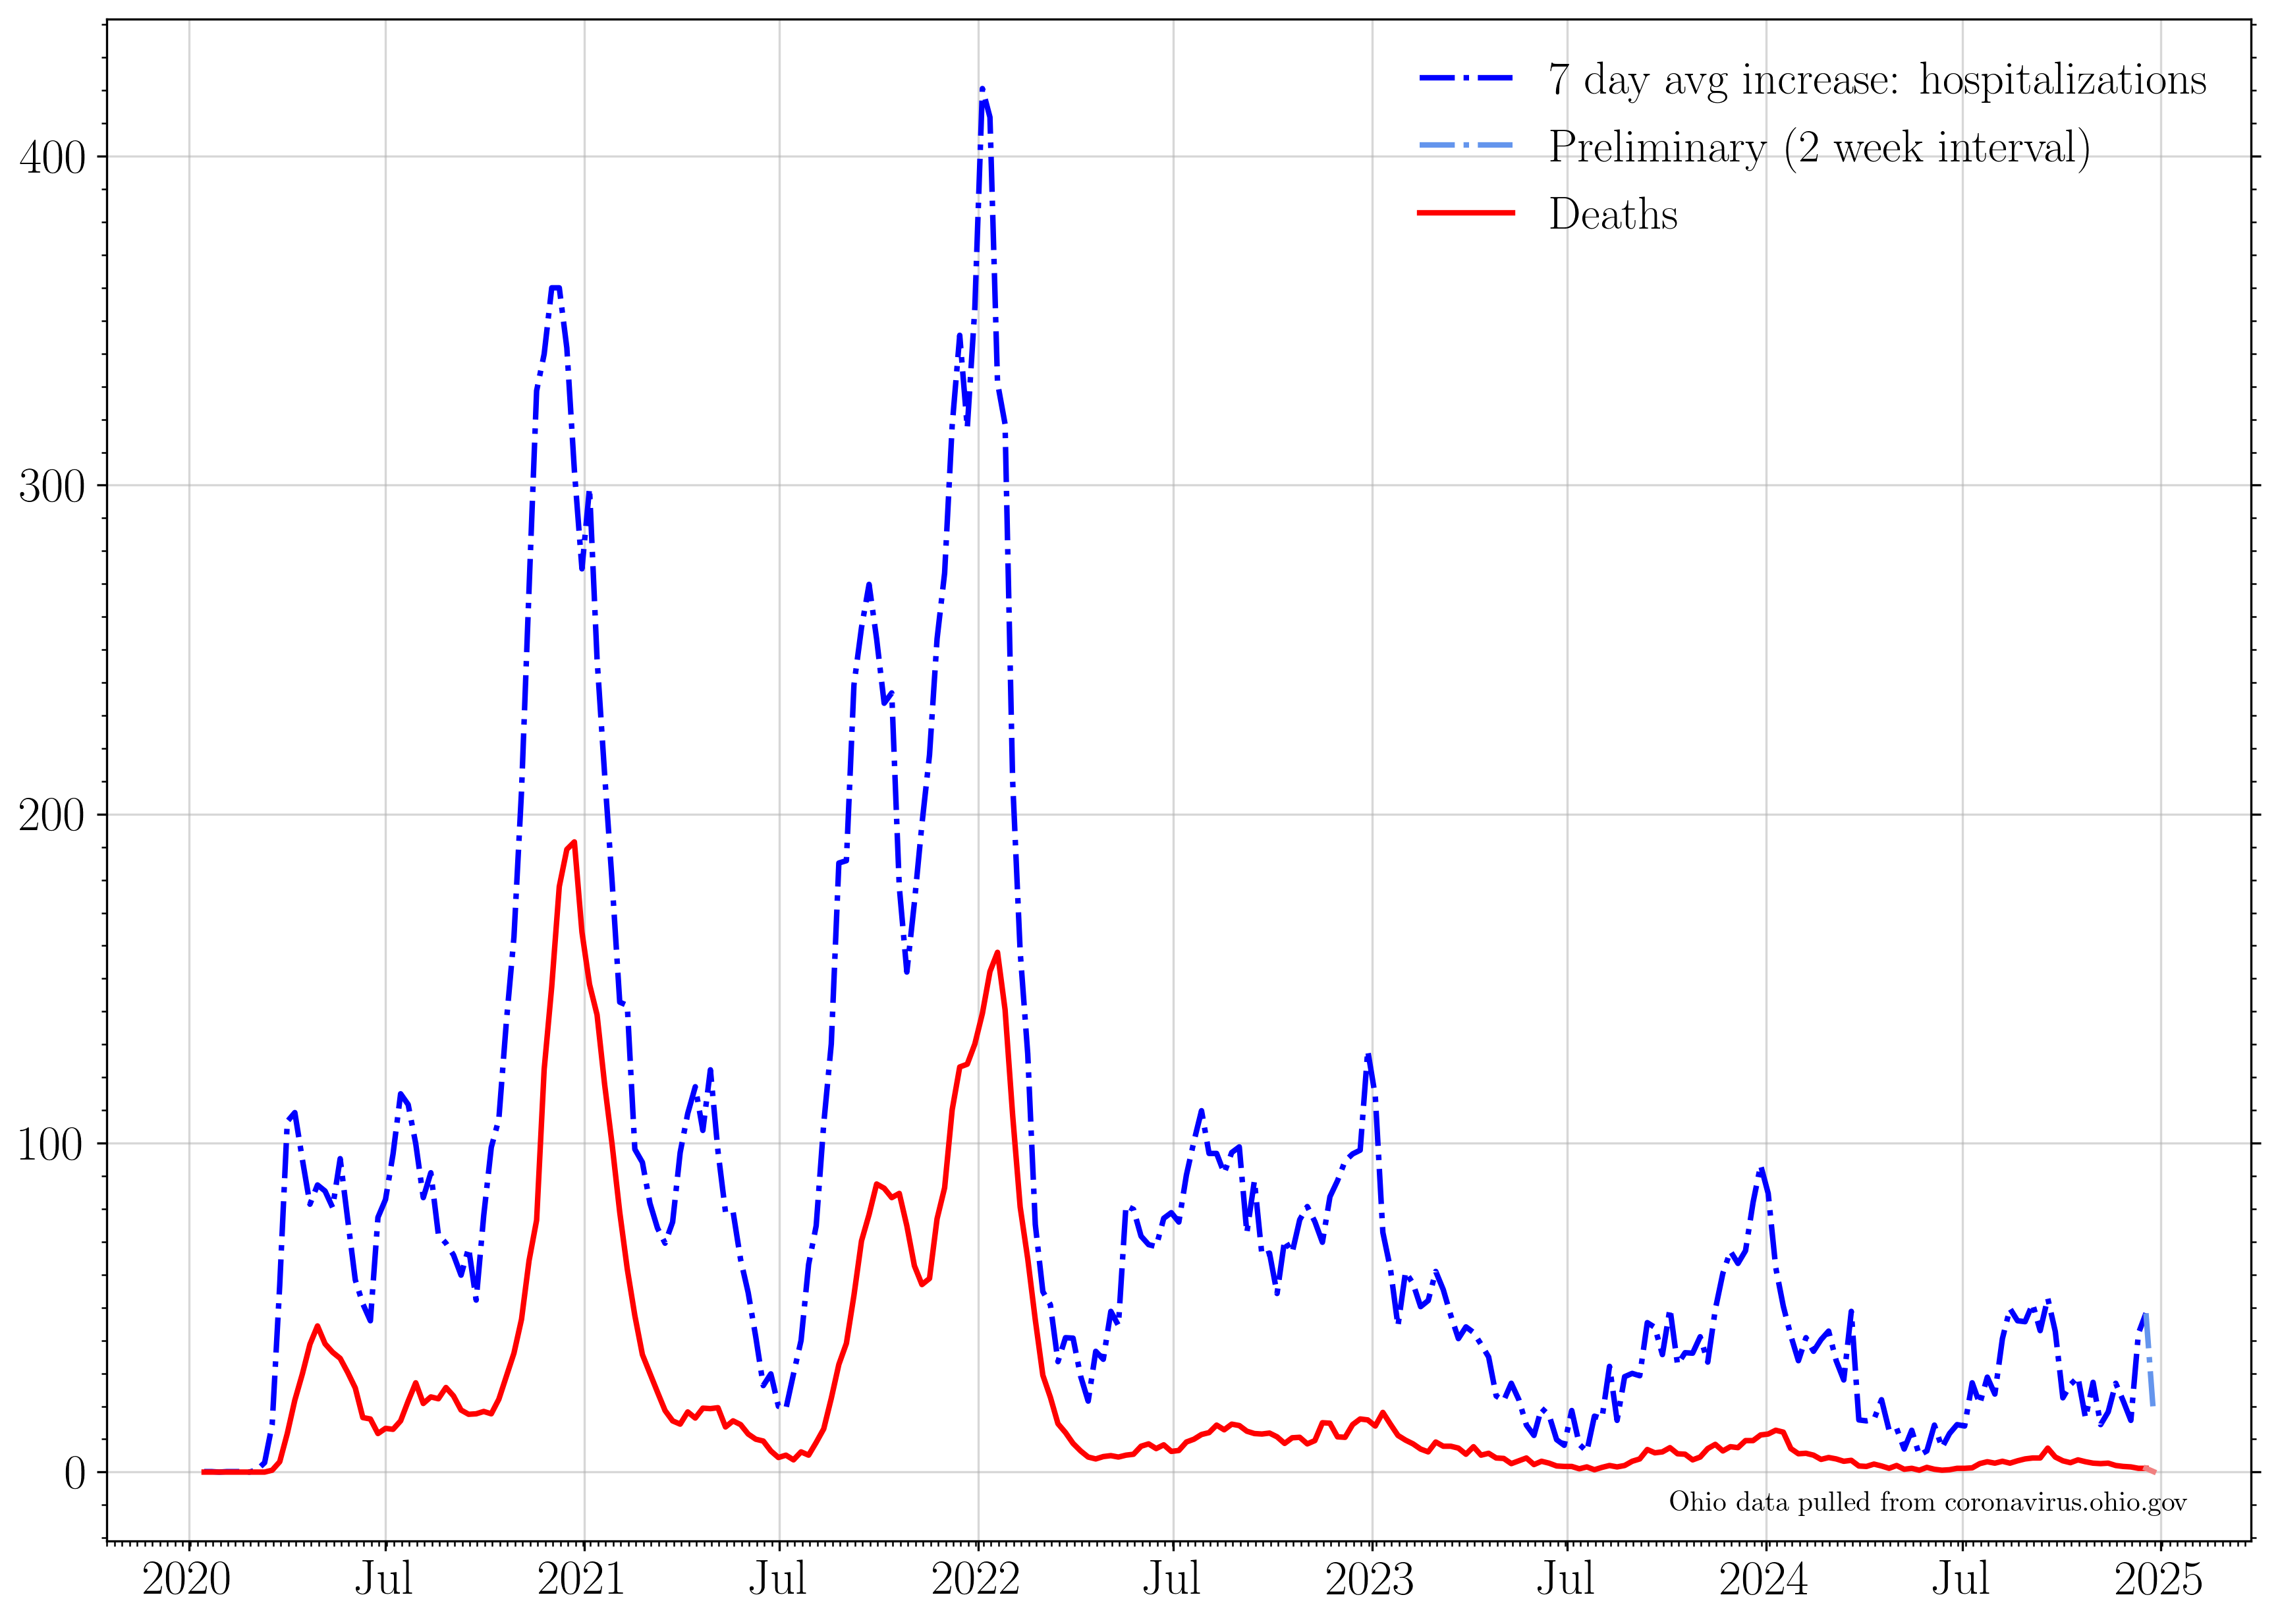 7 day avg increase: hospitalizations
Preliminary (2 week interval)
Deaths
400
300
200
100
0
Ohio data pulled from coronavirus.ohio.gov
2020 Jul 2021 Jul 2022 Jul 2023 Jul 2024 Jul 2025